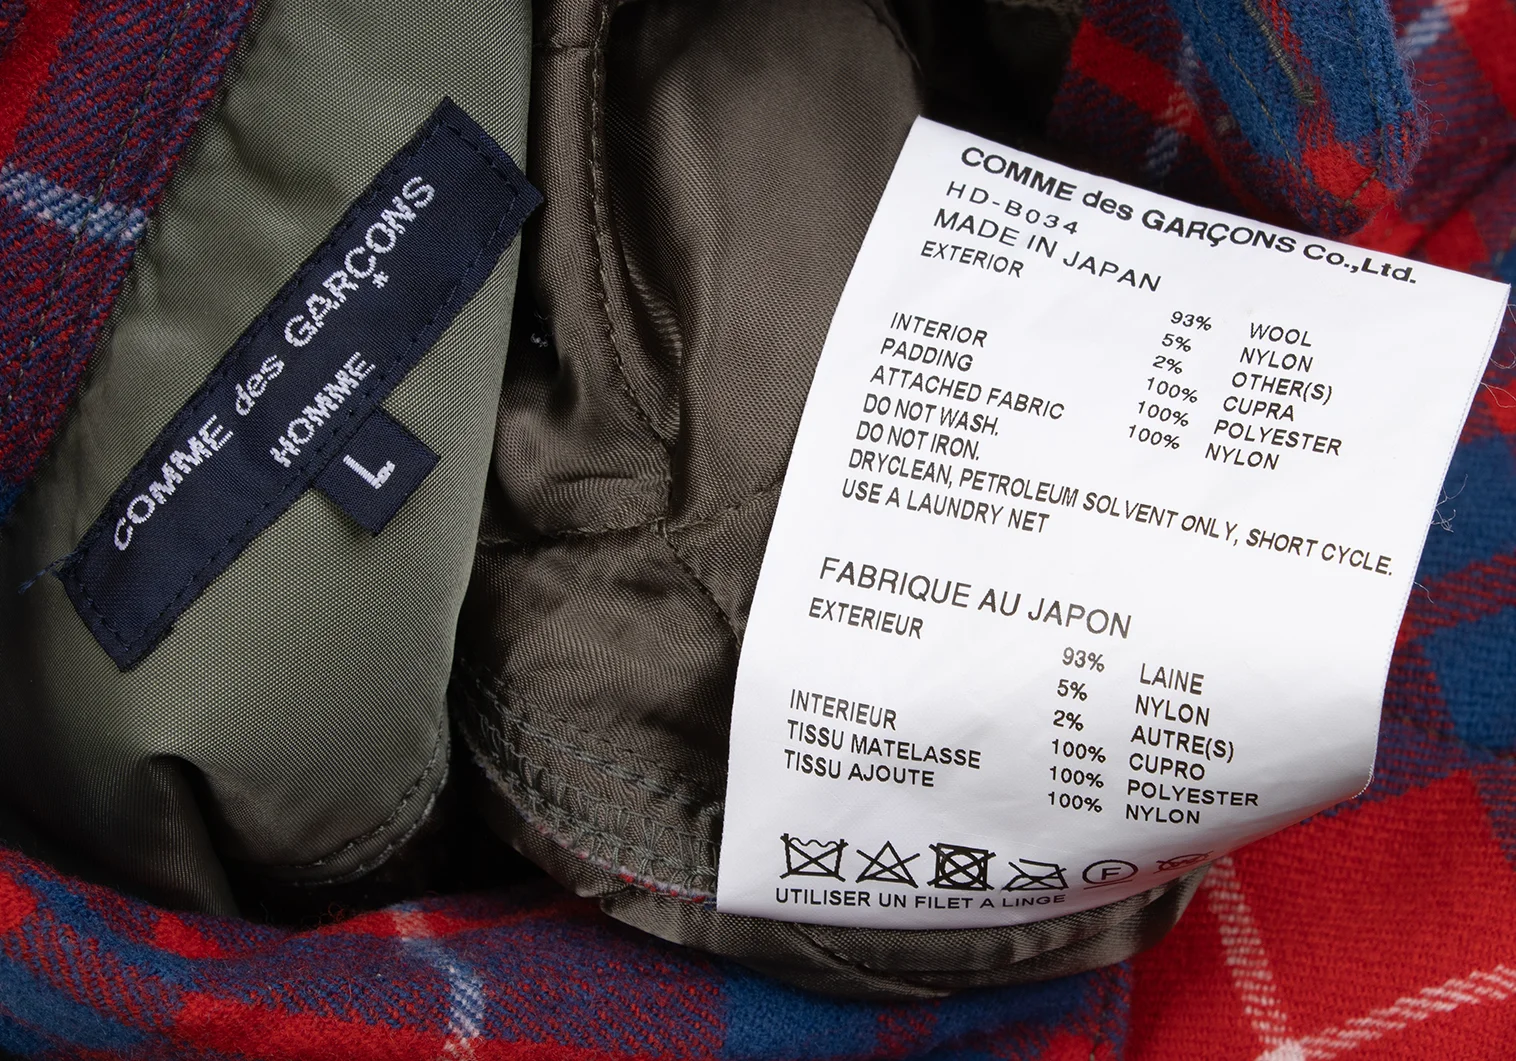 COMME des GARÇONS
HOMME
L
COMME des GARÇONS Co.,Ltd.
HD-B034
MADE IN JAPAN
EXTERIOR
93% WOOL
5% NYLON
2% OTHER(S)
INTERIOR 100% CUPRA
PADDING 100% POLYESTER
ATTACHED FABRIC 100% NYLON
DO NOT WASH.
DO NOT IRON.
DRYCLEAN, PETROLEUM SOLVENT ONLY, SHORT CYCLE.
USE A LAUNDRY NET
FABRIQUE AU JAPON
EXTERIEUR
93% LAINE
5% NYLON
2% AUTRE(S)
INTERIEUR 100% CUPRO
TISSU MATELASSE 100% POLYESTER
TISSU AJOUTE 100% NYLON
F
UTILISER UN FILET A LINGE